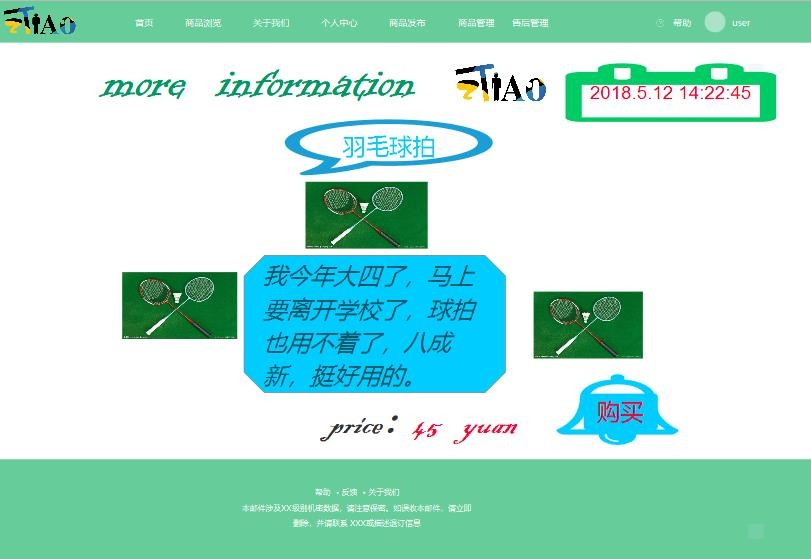 TiAo 首页 商品浏览 关于我们 个人中心 商品发布 商品管理 售后管理 帮助 user
more information TiAo 2018.5.12 14:22:45
羽毛球拍
我今年大四了，马上
要离开学校了，球拍
也用不着了，八成
新，挺好用的。
price： 45 yuan
购买
帮助 • 反馈 • 关于我们
本邮件涉及XX级别机密数据，请注意保密。如误收本邮件，请立即
删除，并请联系 XXX或描述退订信息